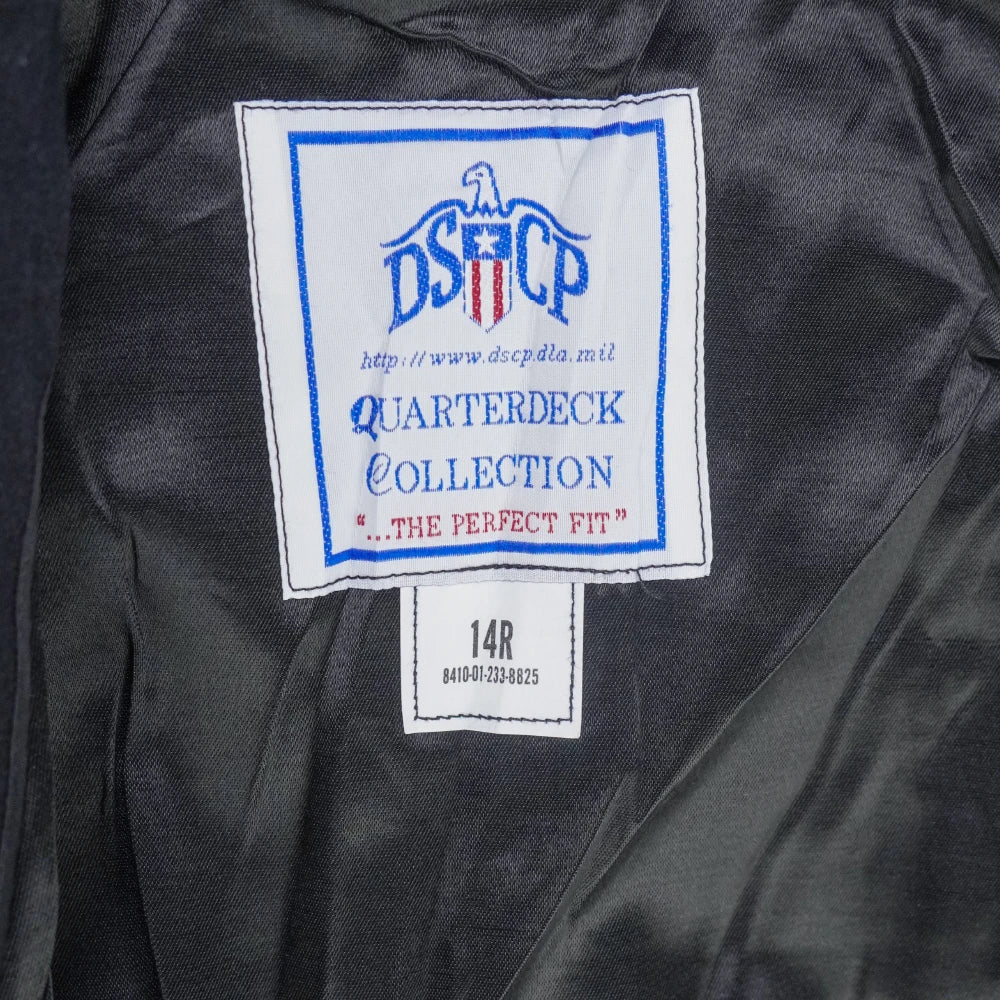 DSCP
http://www.dscp.dla.mil
QUARTERDECK
COLLECTION
"...THE PERFECT FIT"
14R
8410-01-233-8825